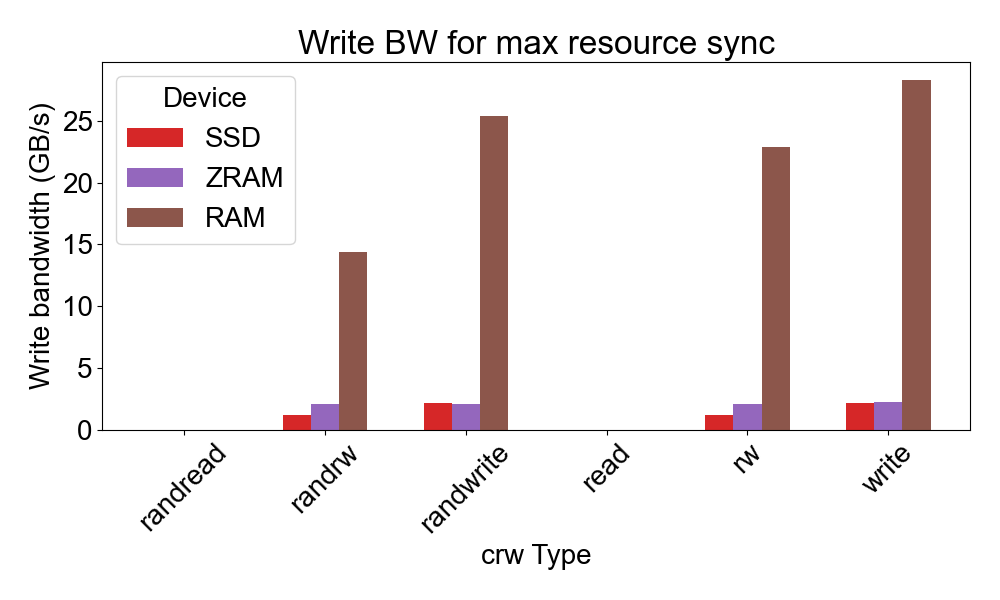 Write BW for max resource sync
Device
SSD
ZRAM
RAM
Write bandwidth (GB/s)
25
20
15
10
5
0
randread
randrw
randwrite
read
rw
write
crw Type